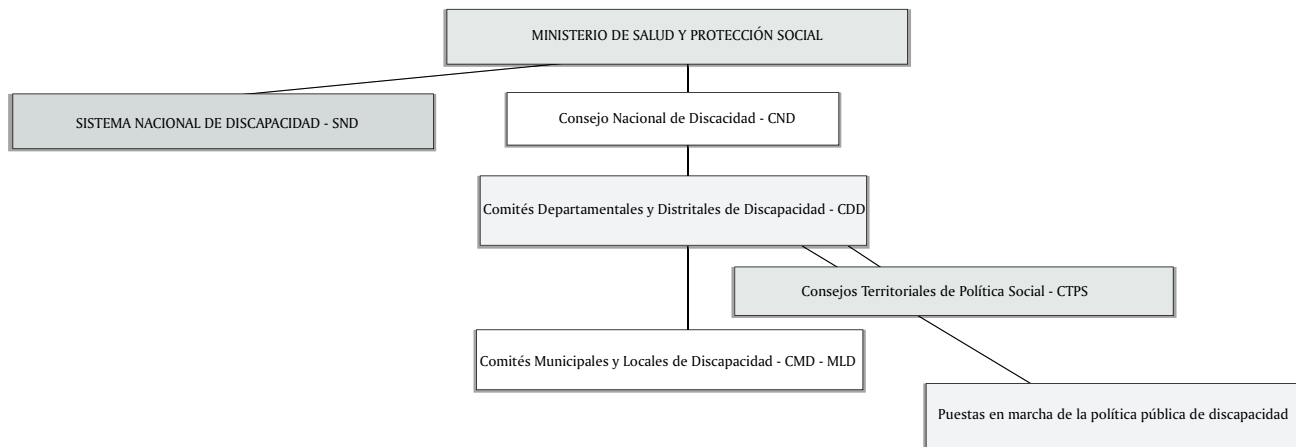 MINISTERIO DE SALUD Y PROTECCIÓN SOCIAL
SISTEMA NACIONAL DE DISCAPACIDAD - SND
Consejo Nacional de Discacidad - CND
Comités Departamentales y Distritales de Discapacidad - CDD
Consejos Territoriales de Política Social - CTPS
Comités Municipales y Locales de Discapacidad - CMD - MLD
Puestas en marcha de la política pública de discapacidad